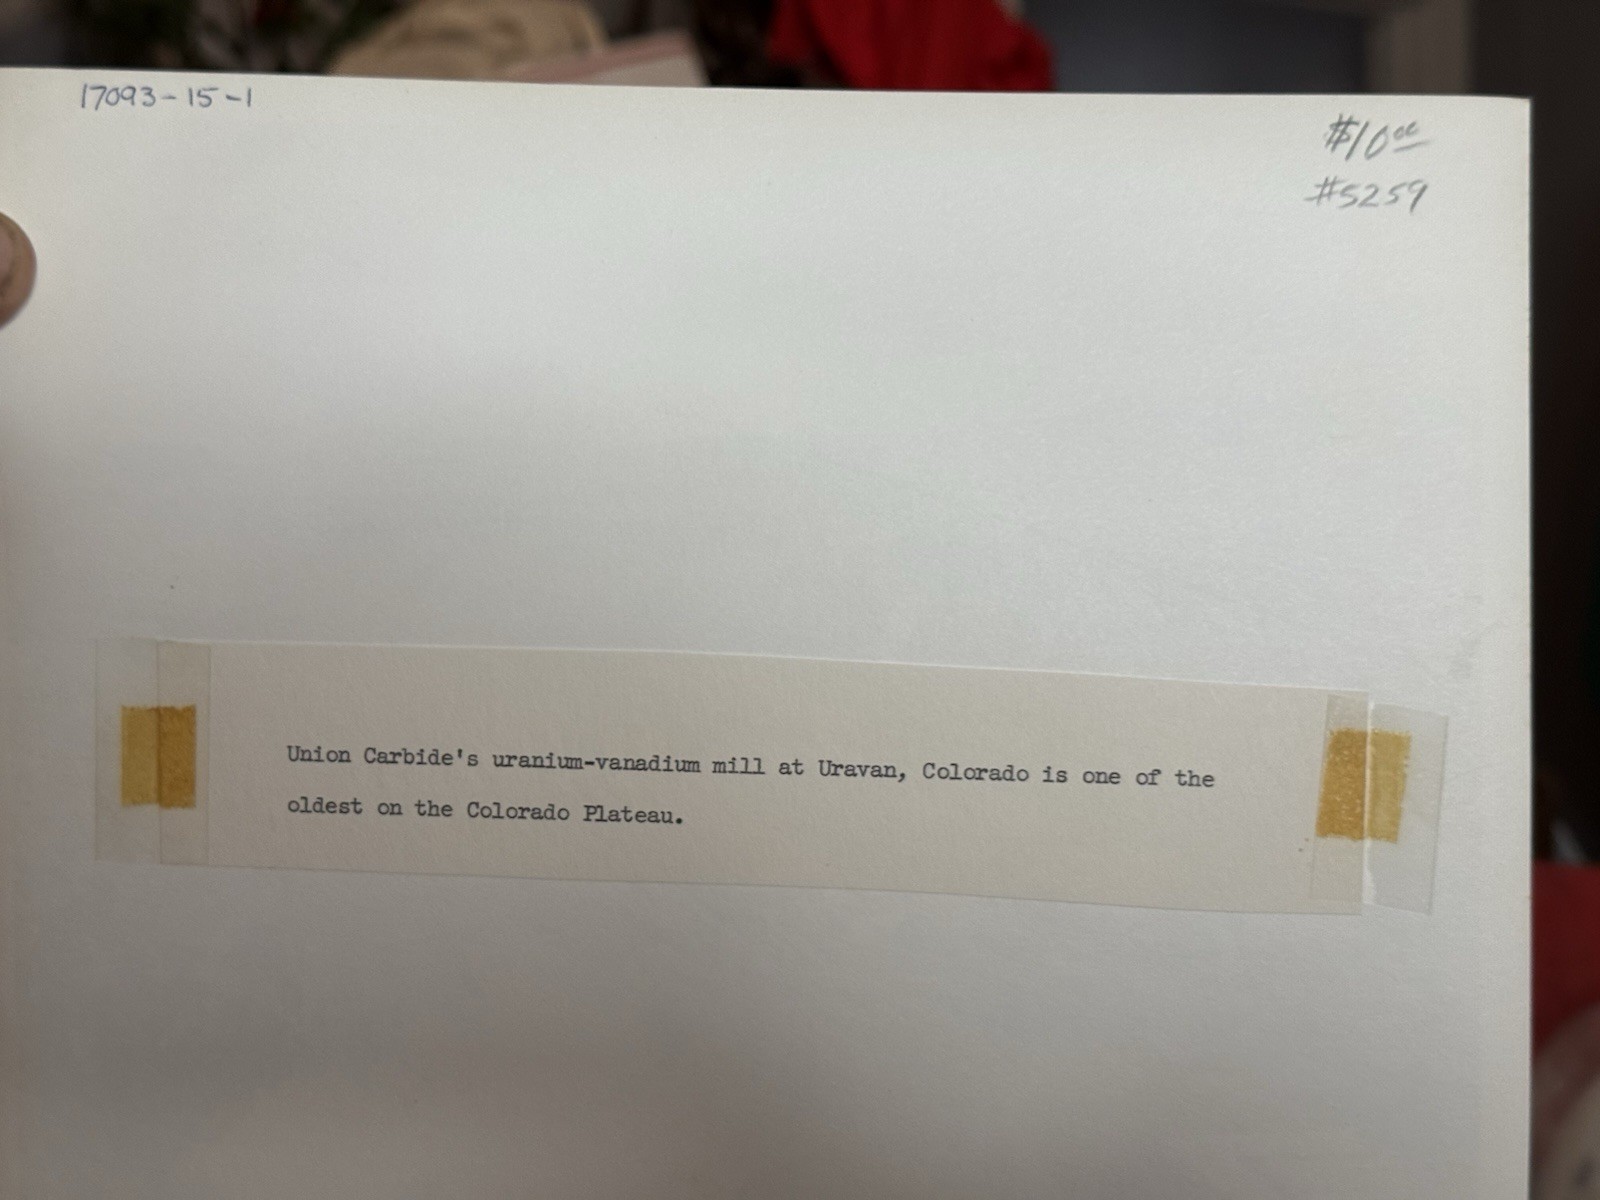 17093-15-1
$10 00
#5259
Union Carbide's uranium-vanadium mill at Uravan, Colorado is one of the
oldest on the Colorado Plateau.